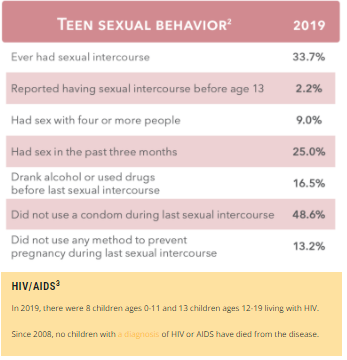 TEEN SEXUAL BEHAVIOR² 2019
Ever had sexual intercourse 33.7%
Reported having sexual intercourse before age 13 2.2%
Had sex with four or more people 9.0%
Had sex in the past three months 25.0%
Drank alcohol or used drugs
before last sexual intercourse 16.5%
Did not use a condom during last sexual intercourse 48.6%
Did not use any method to prevent
pregnancy during last sexual intercourse 13.2%
HIV/AIDS³
In 2019, there were 8 children ages 0-11 and 13 children ages 12-19 living with HIV.
Since 2008, no children with a diagnosis of HIV or AIDS have died from the disease.